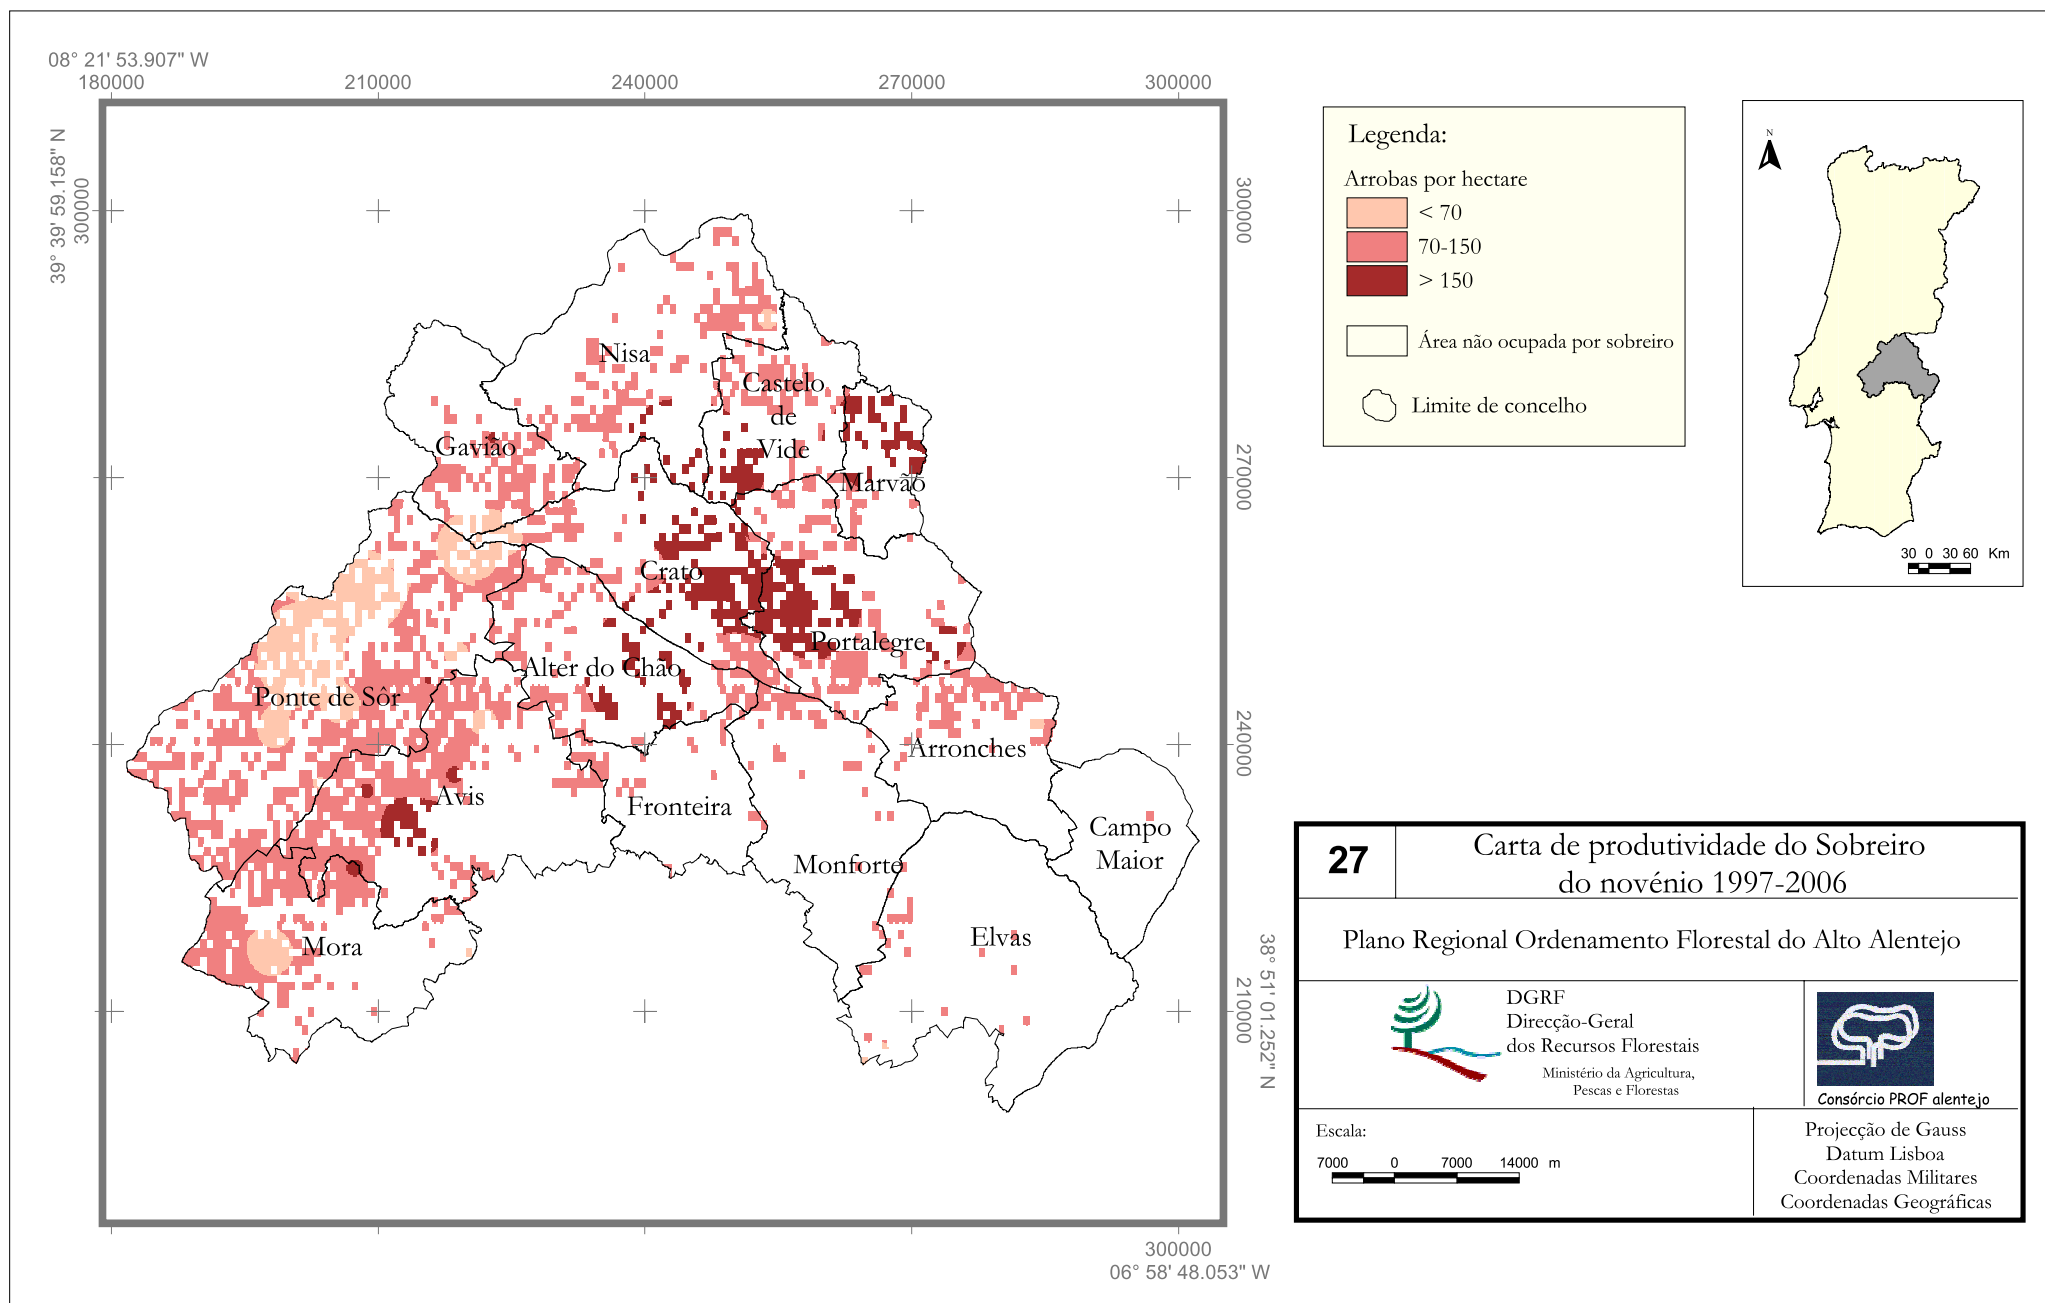 08° 21' 53.907" W
180000
210000
240000
270000
300000
39° 39' 59.158" N
300000
300000
270000
240000
210000
38° 51' 01.252" N
300000
06° 58' 48.053" W
Nisa
Castelo
de
Vide
Gavião
Marvão
Crato
Portalegre
Alter do Chão
Ponte de Sôr
Arronches
Avis
Fronteira
Campo
Maior
Monforte
Elvas
Mora
Legenda:
Arrobas por hectare
< 70
70-150
> 150
Área não ocupada por sobreiro
Limite de concelho
N
30 0 30 60 Km
27
Carta de produtividade do Sobreiro
do novénio 1997-2006
Plano Regional Ordenamento Florestal do Alto Alentejo
DGRF
Direcção-Geral
dos Recursos Florestais
Ministério da Agricultura,
Pescas e Florestas
Consórcio PROF alentejo
Escala:
7000 0 7000 14000 m
Projecção de Gauss
Datum Lisboa
Coordenadas Militares
Coordenadas Geográficas